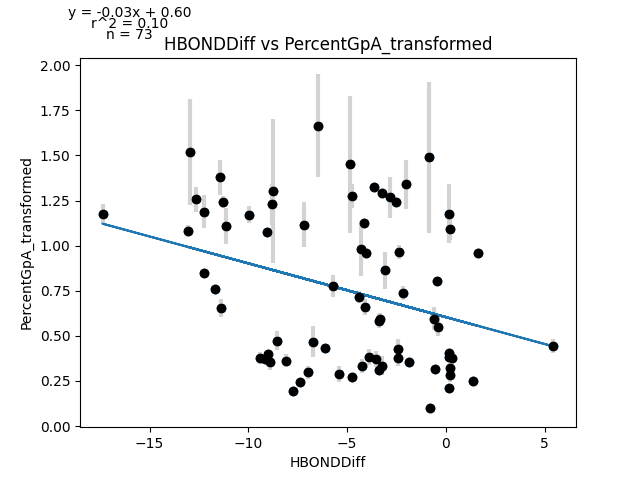 y = -0.03x + 0.60
r^2 = 0.10
n = 73
HBONDDiff vs PercentGpA_transformed
2.00
1.75
1.50
1.25
1.00
0.75
0.50
0.25
0.00
PercentGpA_transformed
−15
−10
−5
0
5
HBONDDiff